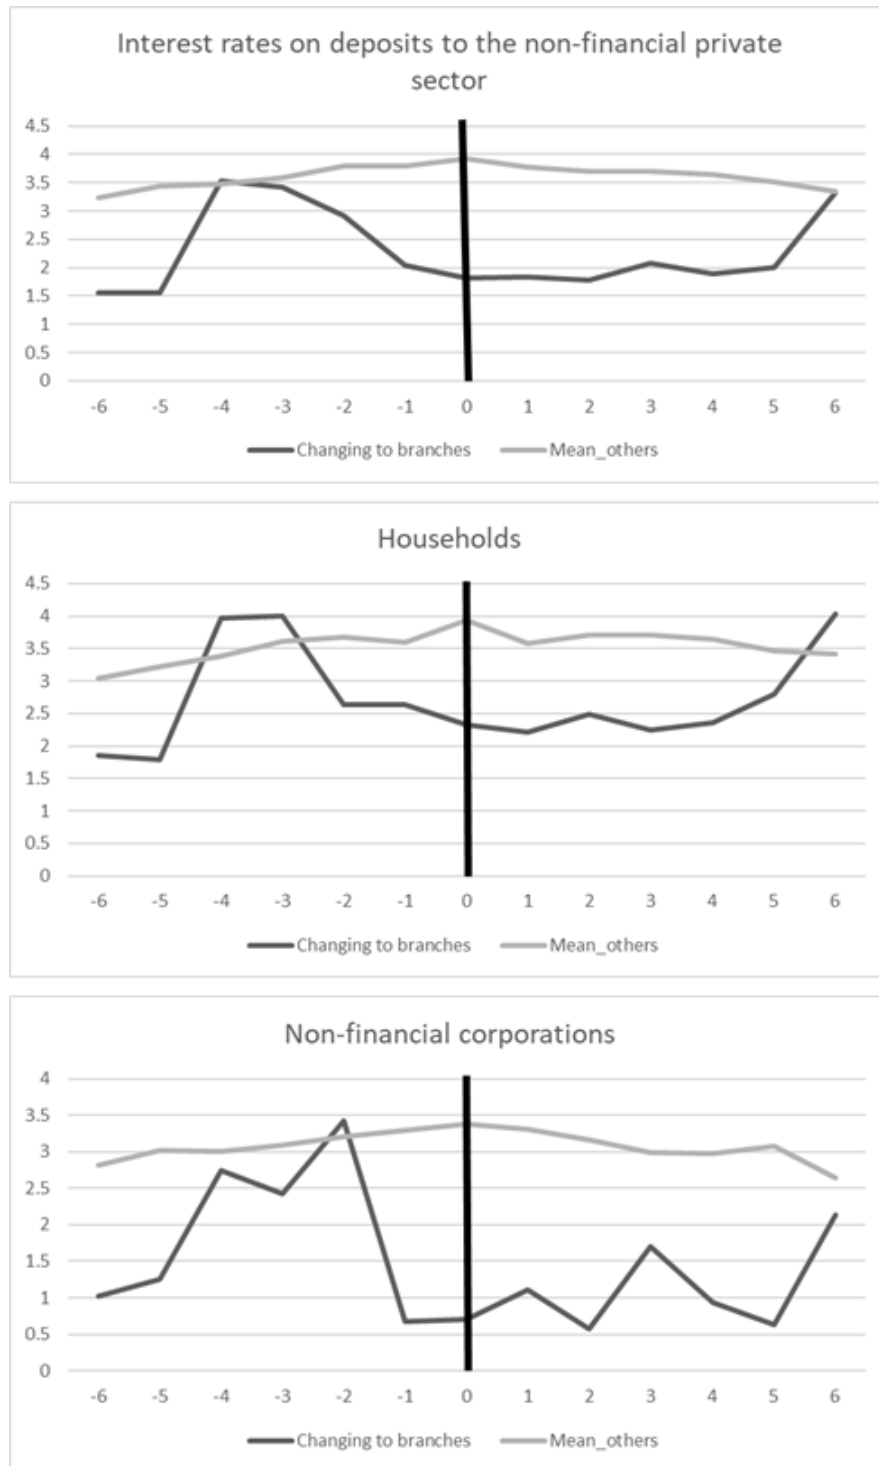 Interest rates on deposits to the non-financial private
sector
4.5
4
3.5
3
2.5
2
1.5
1
0.5
0
-6 -5 -4 -3 -2 -1 0 1 2 3 4 5 6
Changing to branches Mean_others
Households
4.5
4
3.5
3
2.5
2
1.5
1
0.5
0
-6 -5 -4 -3 -2 -1 0 1 2 3 4 5 6
Changing to branches Mean_others
Non-financial corporations
4
3.5
3
2.5
2
1.5
1
0.5
0
-6 -5 -4 -3 -2 -1 0 1 2 3 4 5 6
Changing to branches Mean_others